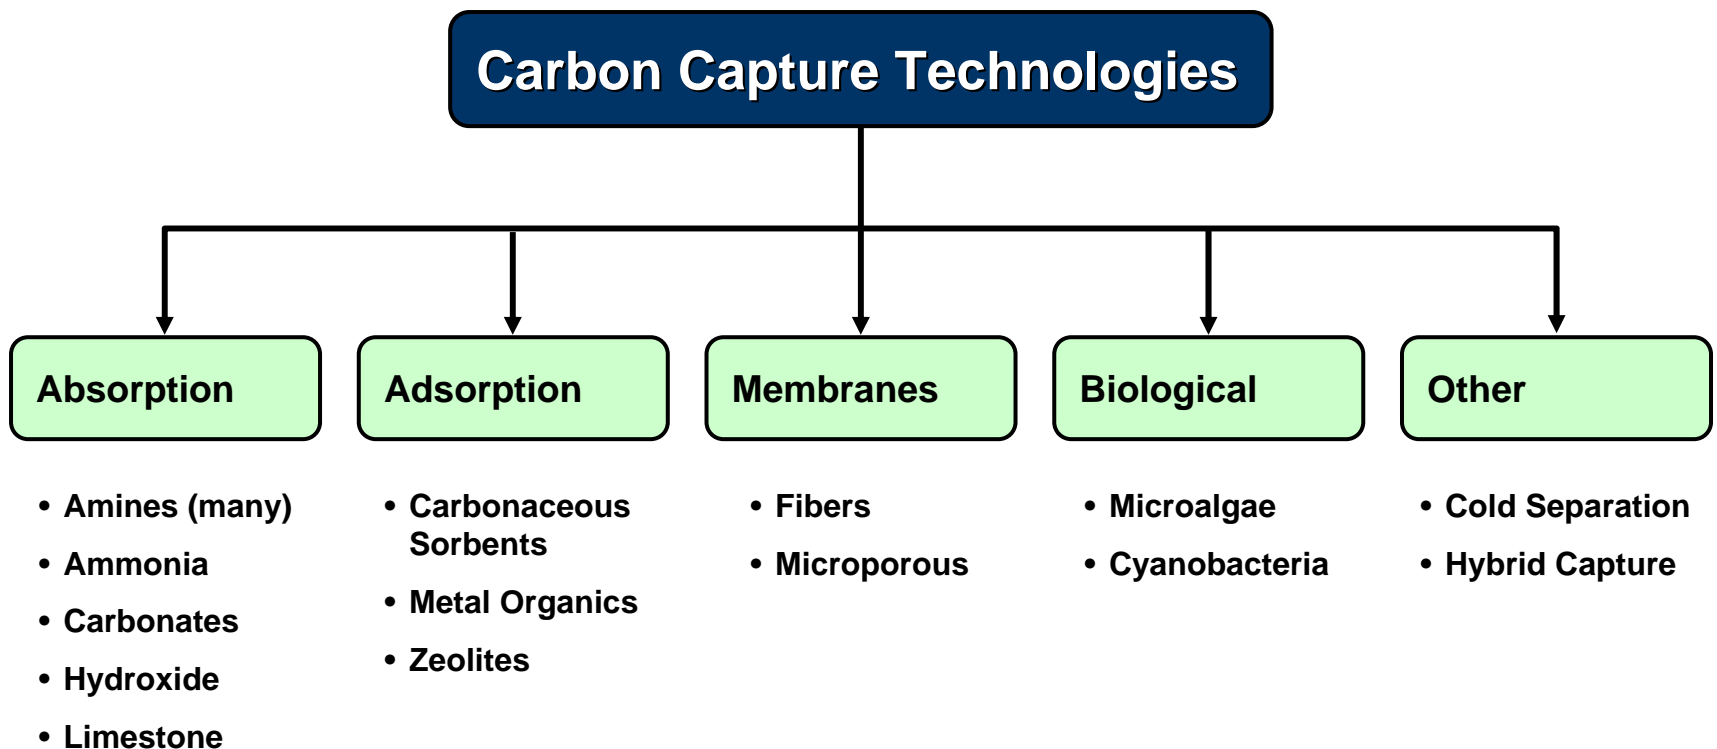 Carbon Capture Technologies
Absorption
• Amines (many)
• Ammonia
• Carbonates
• Hydroxide
• Limestone
Adsorption
• Carbonaceous
Sorbents
• Metal Organics
• Zeolites
Membranes
• Fibers
• Microporous
Biological
• Microalgae
• Cyanobacteria
Other
• Cold Separation
• Hybrid Capture